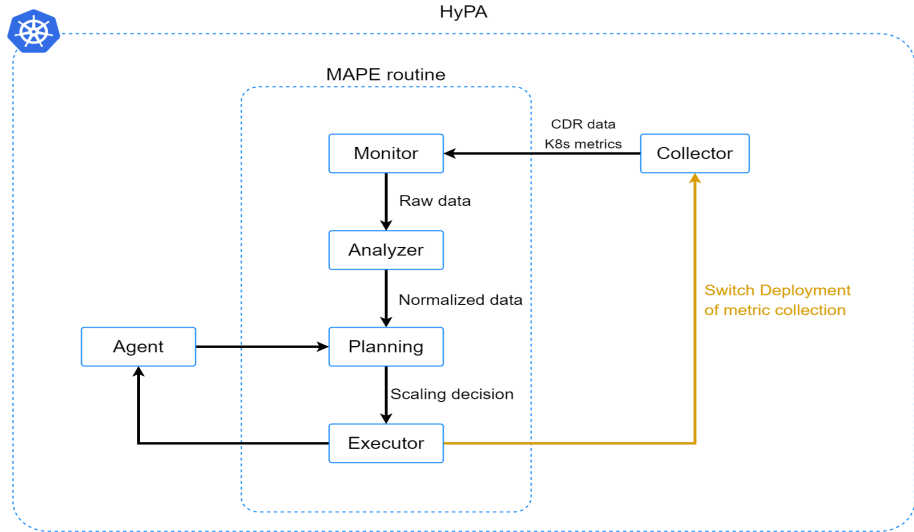 HyPA
MAPE routine
CDR data
K8s metrics
Monitor
Collector
Raw data
Analyzer
Switch Deployment
of metric collection
Normalized data
Agent
Planning
Scaling decision
Executor